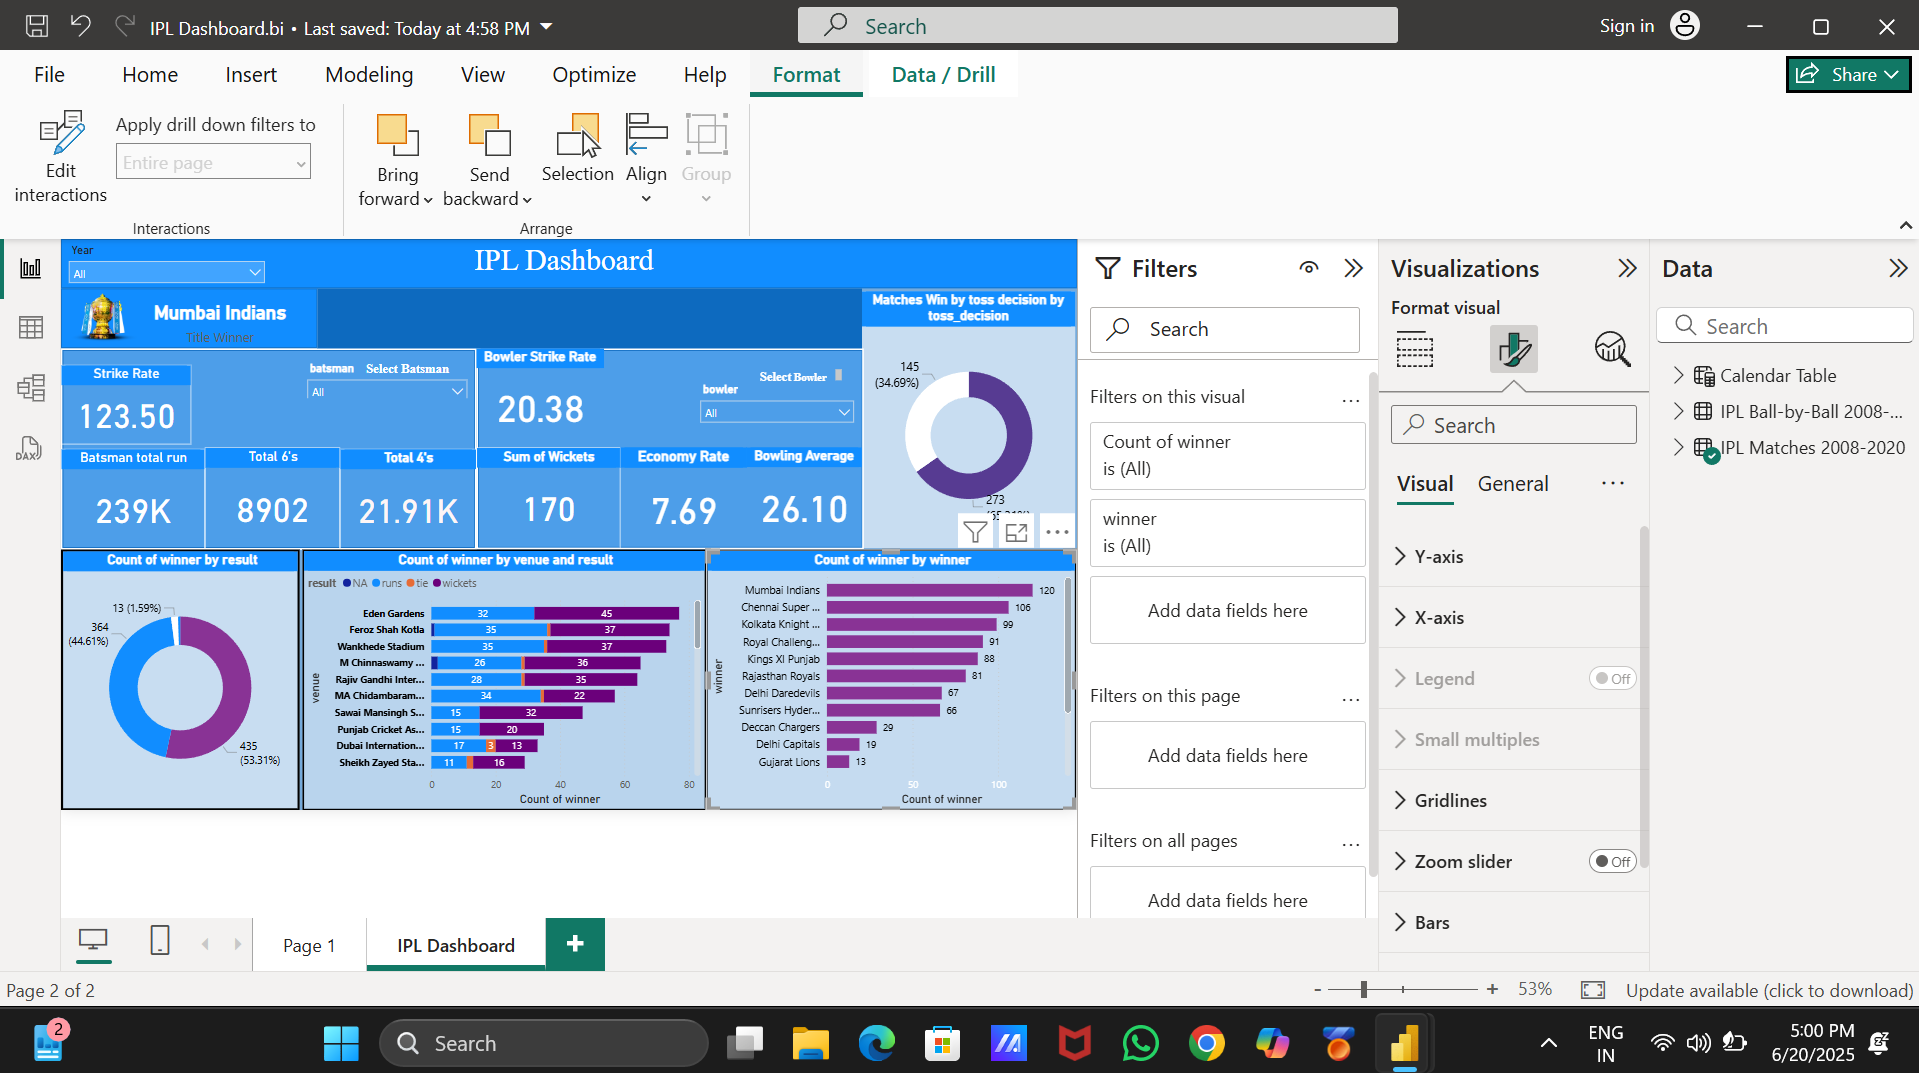 IPL Dashboard.bi • Last saved: Today at 4:58 PM
Search
Sign in
File
Home
Insert
Modeling
View
Optimize
Help
Format
Data / Drill
Share
Edit
interactions
Apply drill down filters to
Entire page
Interactions
Bring
forward
Send
backward
Selection
Align
Group
Arrange
DAX
Year
All
IPL Dashboard
Mumbai Indians
Title Winner
Matches Win by toss decision by
toss_decision
145
(34.69%)
273
Strike Rate
123.50
batsman
Select Batsman
All
Bowler Strike Rate
20.38
Select Bowler
bowler
All
Batsman total run
239K
Total 6's
8902
Total 4's
21.91K
Sum of Wickets
170
Economy Rate
7.69
Bowling Average
26.10
Count of winner by result
13 (1.59%)
364
(44.61%)
435
(53.31%)
Count of winner by venue and result
result NA runs tie wickets
venue
Eden Gardens 32 45
Feroz Shah Kotla 35 37
Wankhede Stadium 35 37
M Chinnaswamy ... 26 36
Rajiv Gandhi Inter... 28 35
MA Chidambaram... 34 22
Sawai Mansingh S... 15 32
Punjab Cricket As... 15 20
Dubai Internation... 17 3 13
Sheikh Zayed Sta... 11 16
0 20 40 60 80
Count of winner
Count of winner by winner
winner
Mumbai Indians 120
Chennai Super ... 106
Kolkata Knight ... 99
Royal Challeng... 91
Kings XI Punjab 88
Rajasthan Royals 81
Delhi Daredevils 67
Sunrisers Hyder... 66
Deccan Chargers 29
Delhi Capitals 19
Gujarat Lions 13
0 50 100
Count of winner
Filters
Search
Filters on this visual
Count of winner
is (All)
winner
is (All)
Add data fields here
Filters on this page
Add data fields here
Filters on all pages
Add data fields here
Visualizations
Format visual
Search
Visual
General
Y-axis
X-axis
Legend
Off
Small multiples
Gridlines
Zoom slider
Off
Bars
Data
Search
Calendar Table
IPL Ball-by-Ball 2008-...
IPL Matches 2008-2020
Page 1
IPL Dashboard
Page 2 of 2
53%
Update available (click to download)
2
Search
ENG
IN
5:00 PM
6/20/2025